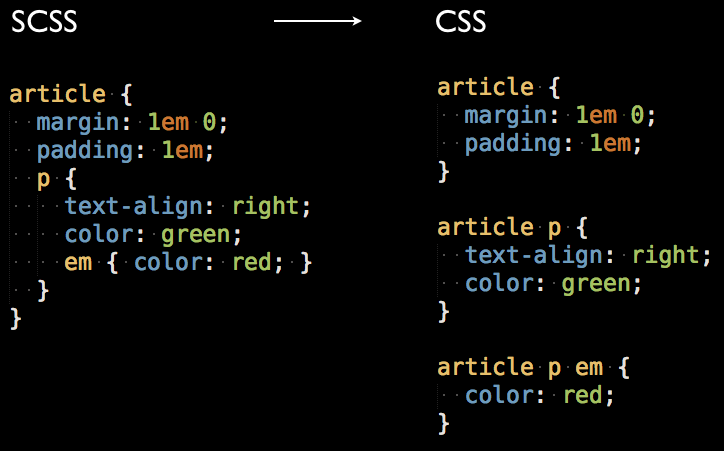 SCSS
article {
margin: 1em 0;
padding: 1em;
p {
text-align: right;
color: green;
em { color: red; }
}
}
CSS
article {
margin: 1em 0;
padding: 1em;
}
article p {
text-align: right;
color: green;
}
article p em {
color: red;
}